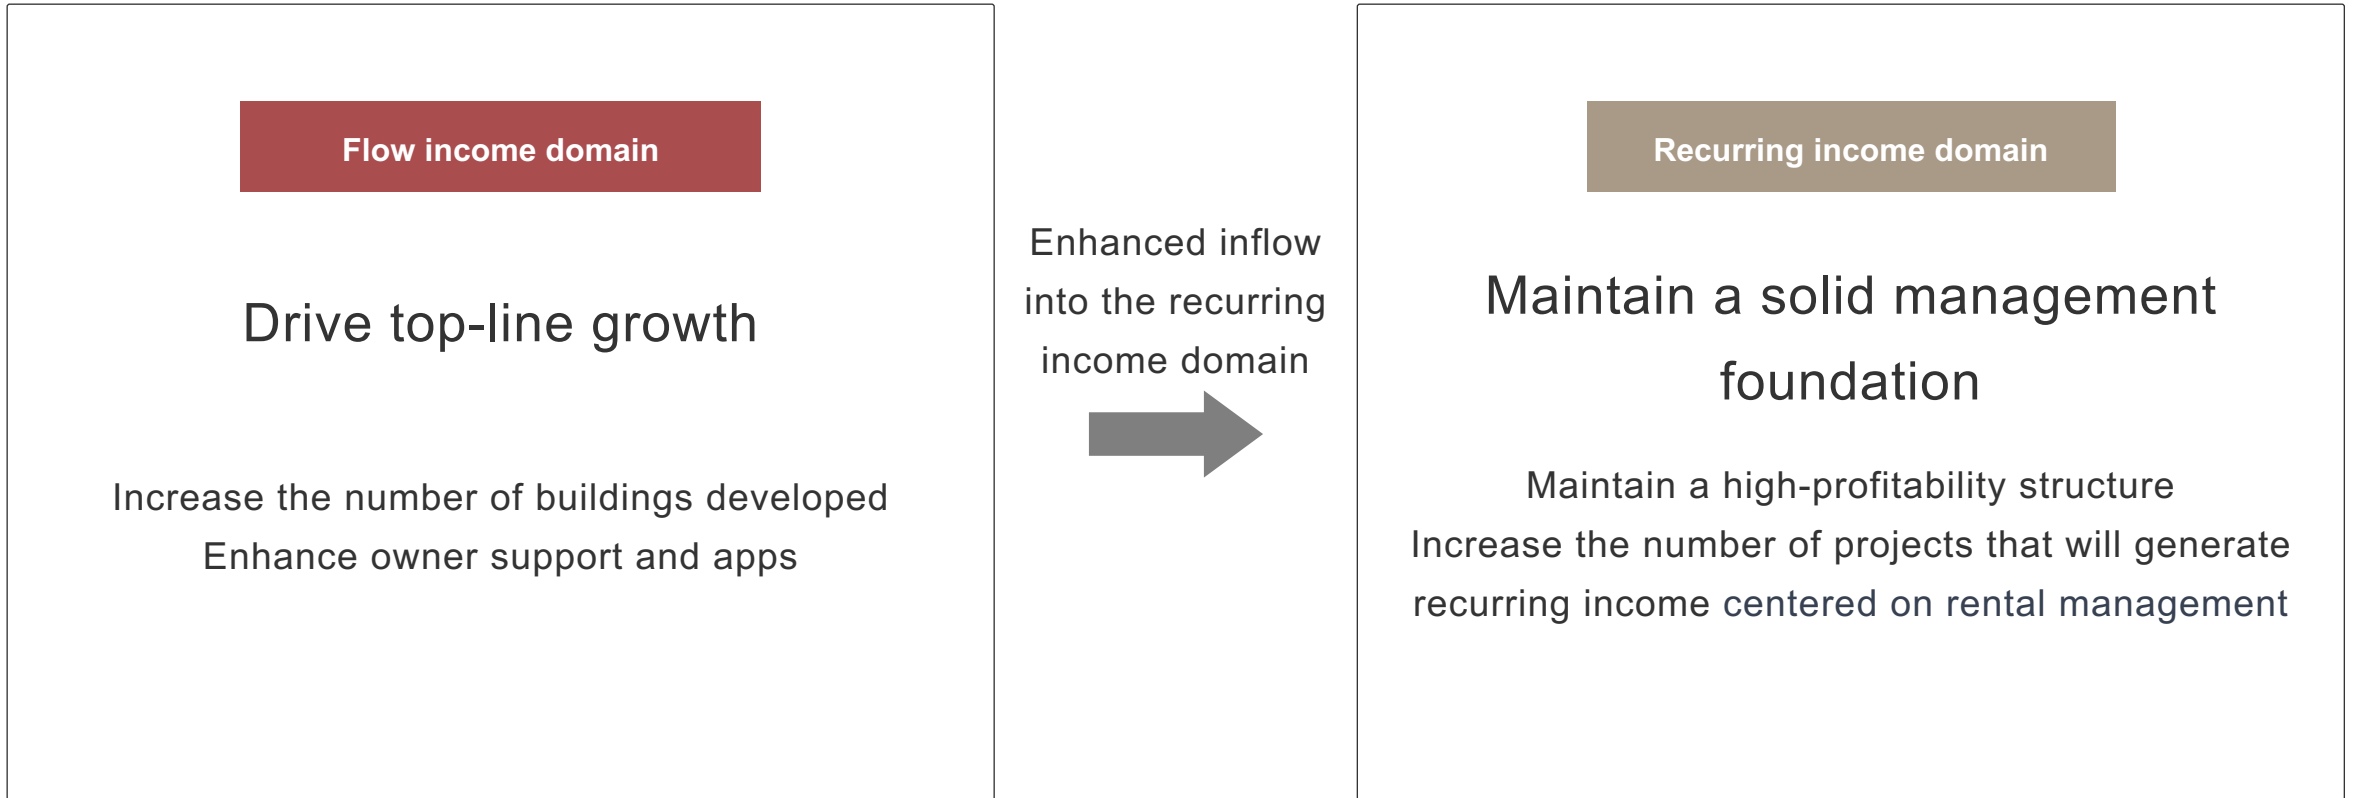 Flow income domain
Drive top-line growth
Increase the number of buildings developed
Enhance owner support and apps
Enhanced inflow
into the recurring
income domain
Recurring income domain
Maintain a solid management
foundation
Maintain a high-profitability structure
Increase the number of projects that will generate
recurring income centered on rental management